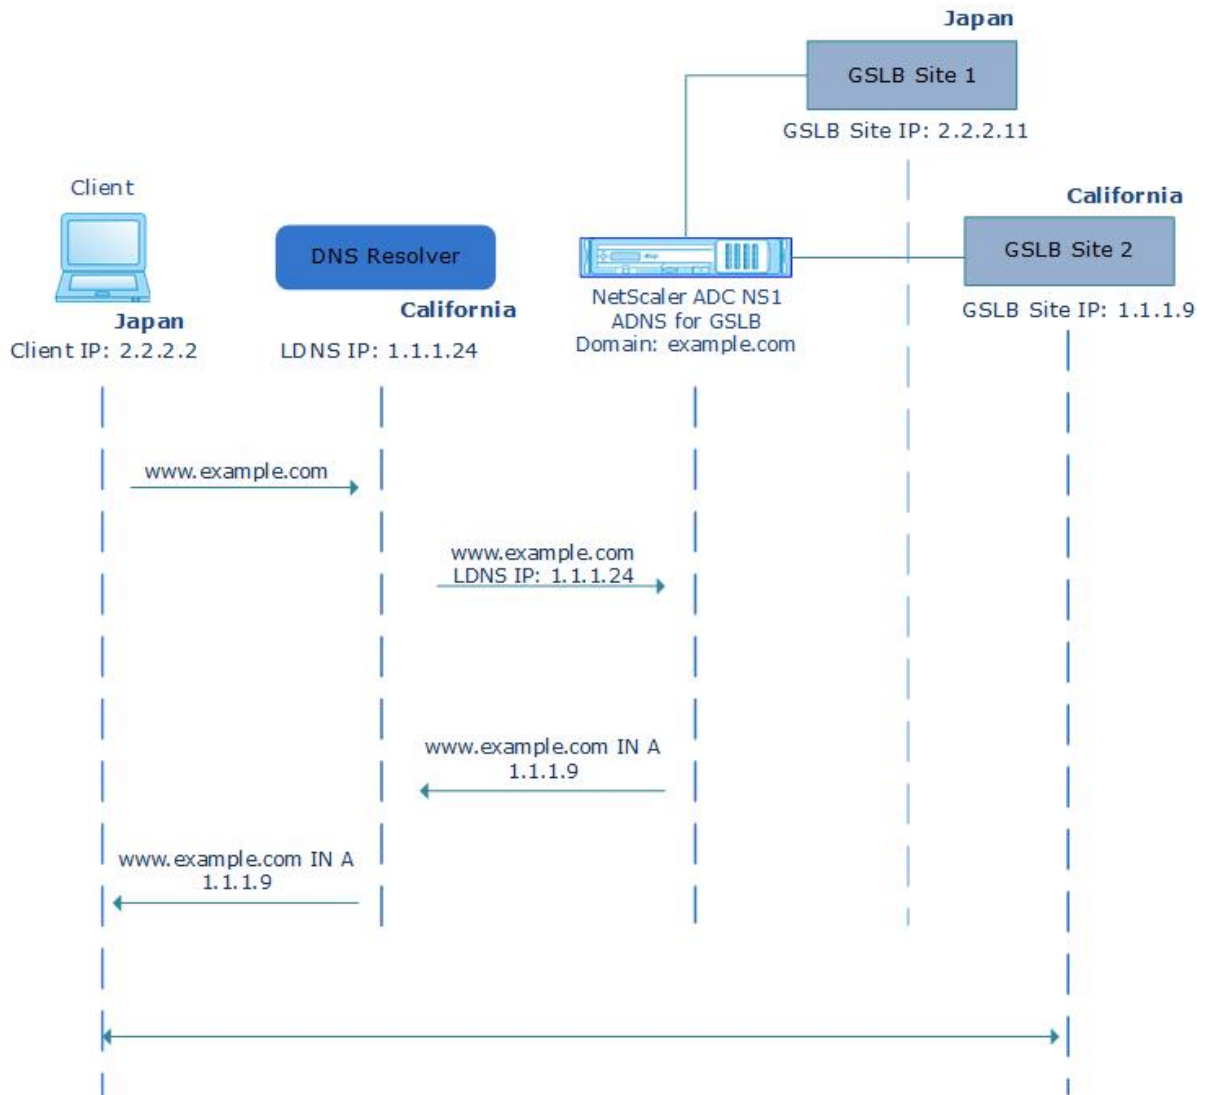 Japan
GSLB Site 1
GSLB Site IP: 2.2.2.11
Client
California
DNS Resolver
GSLB Site 2
NetScaler ADC NS1
ADNS for GSLB
Domain: example.com
California
GSLB Site IP: 1.1.1.9
Japan
Client IP: 2.2.2.2
LDNS IP: 1.1.1.24
www.example.com
www.example.com
LDNS IP: 1.1.1.24
www.example.com IN A
1.1.1.9
www.example.com IN A
1.1.1.9